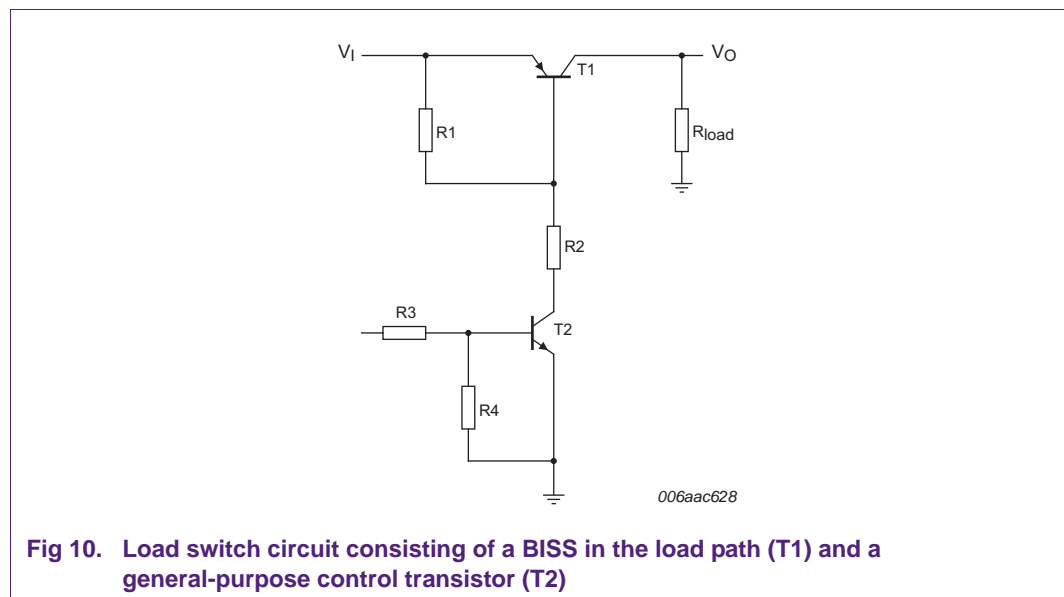 VI
VO
T1
R1
Rload
R2
R3
T2
R4
006aac628
Fig 10. Load switch circuit consisting of a BISS in the load path (T1) and a
general-purpose control transistor (T2)